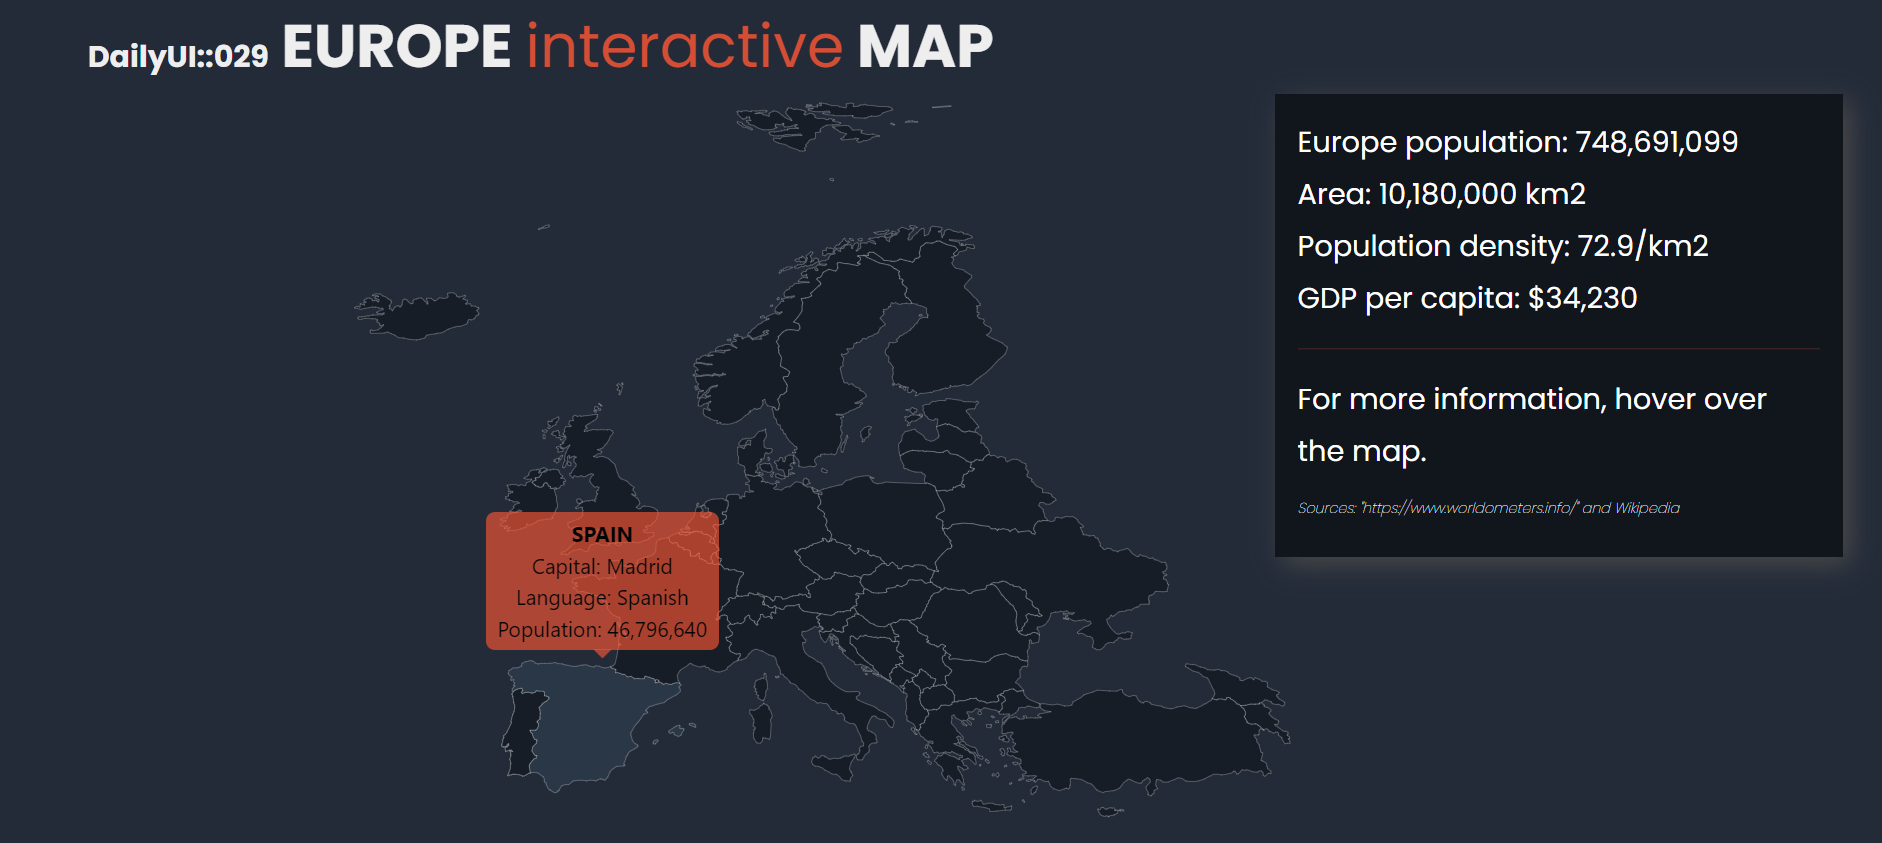 DailyUI::029 EUROPE interactive MAP
Europe population: 748,691,099
Area: 10,180,000 km2
Population density: 72.9/km2
GDP per capita: $34,230
For more information, hover over
the map.
Sources: "https://www.worldometers.info/" and Wikipedia
SPAIN
Capital: Madrid
Language: Spanish
Population: 46,796,640